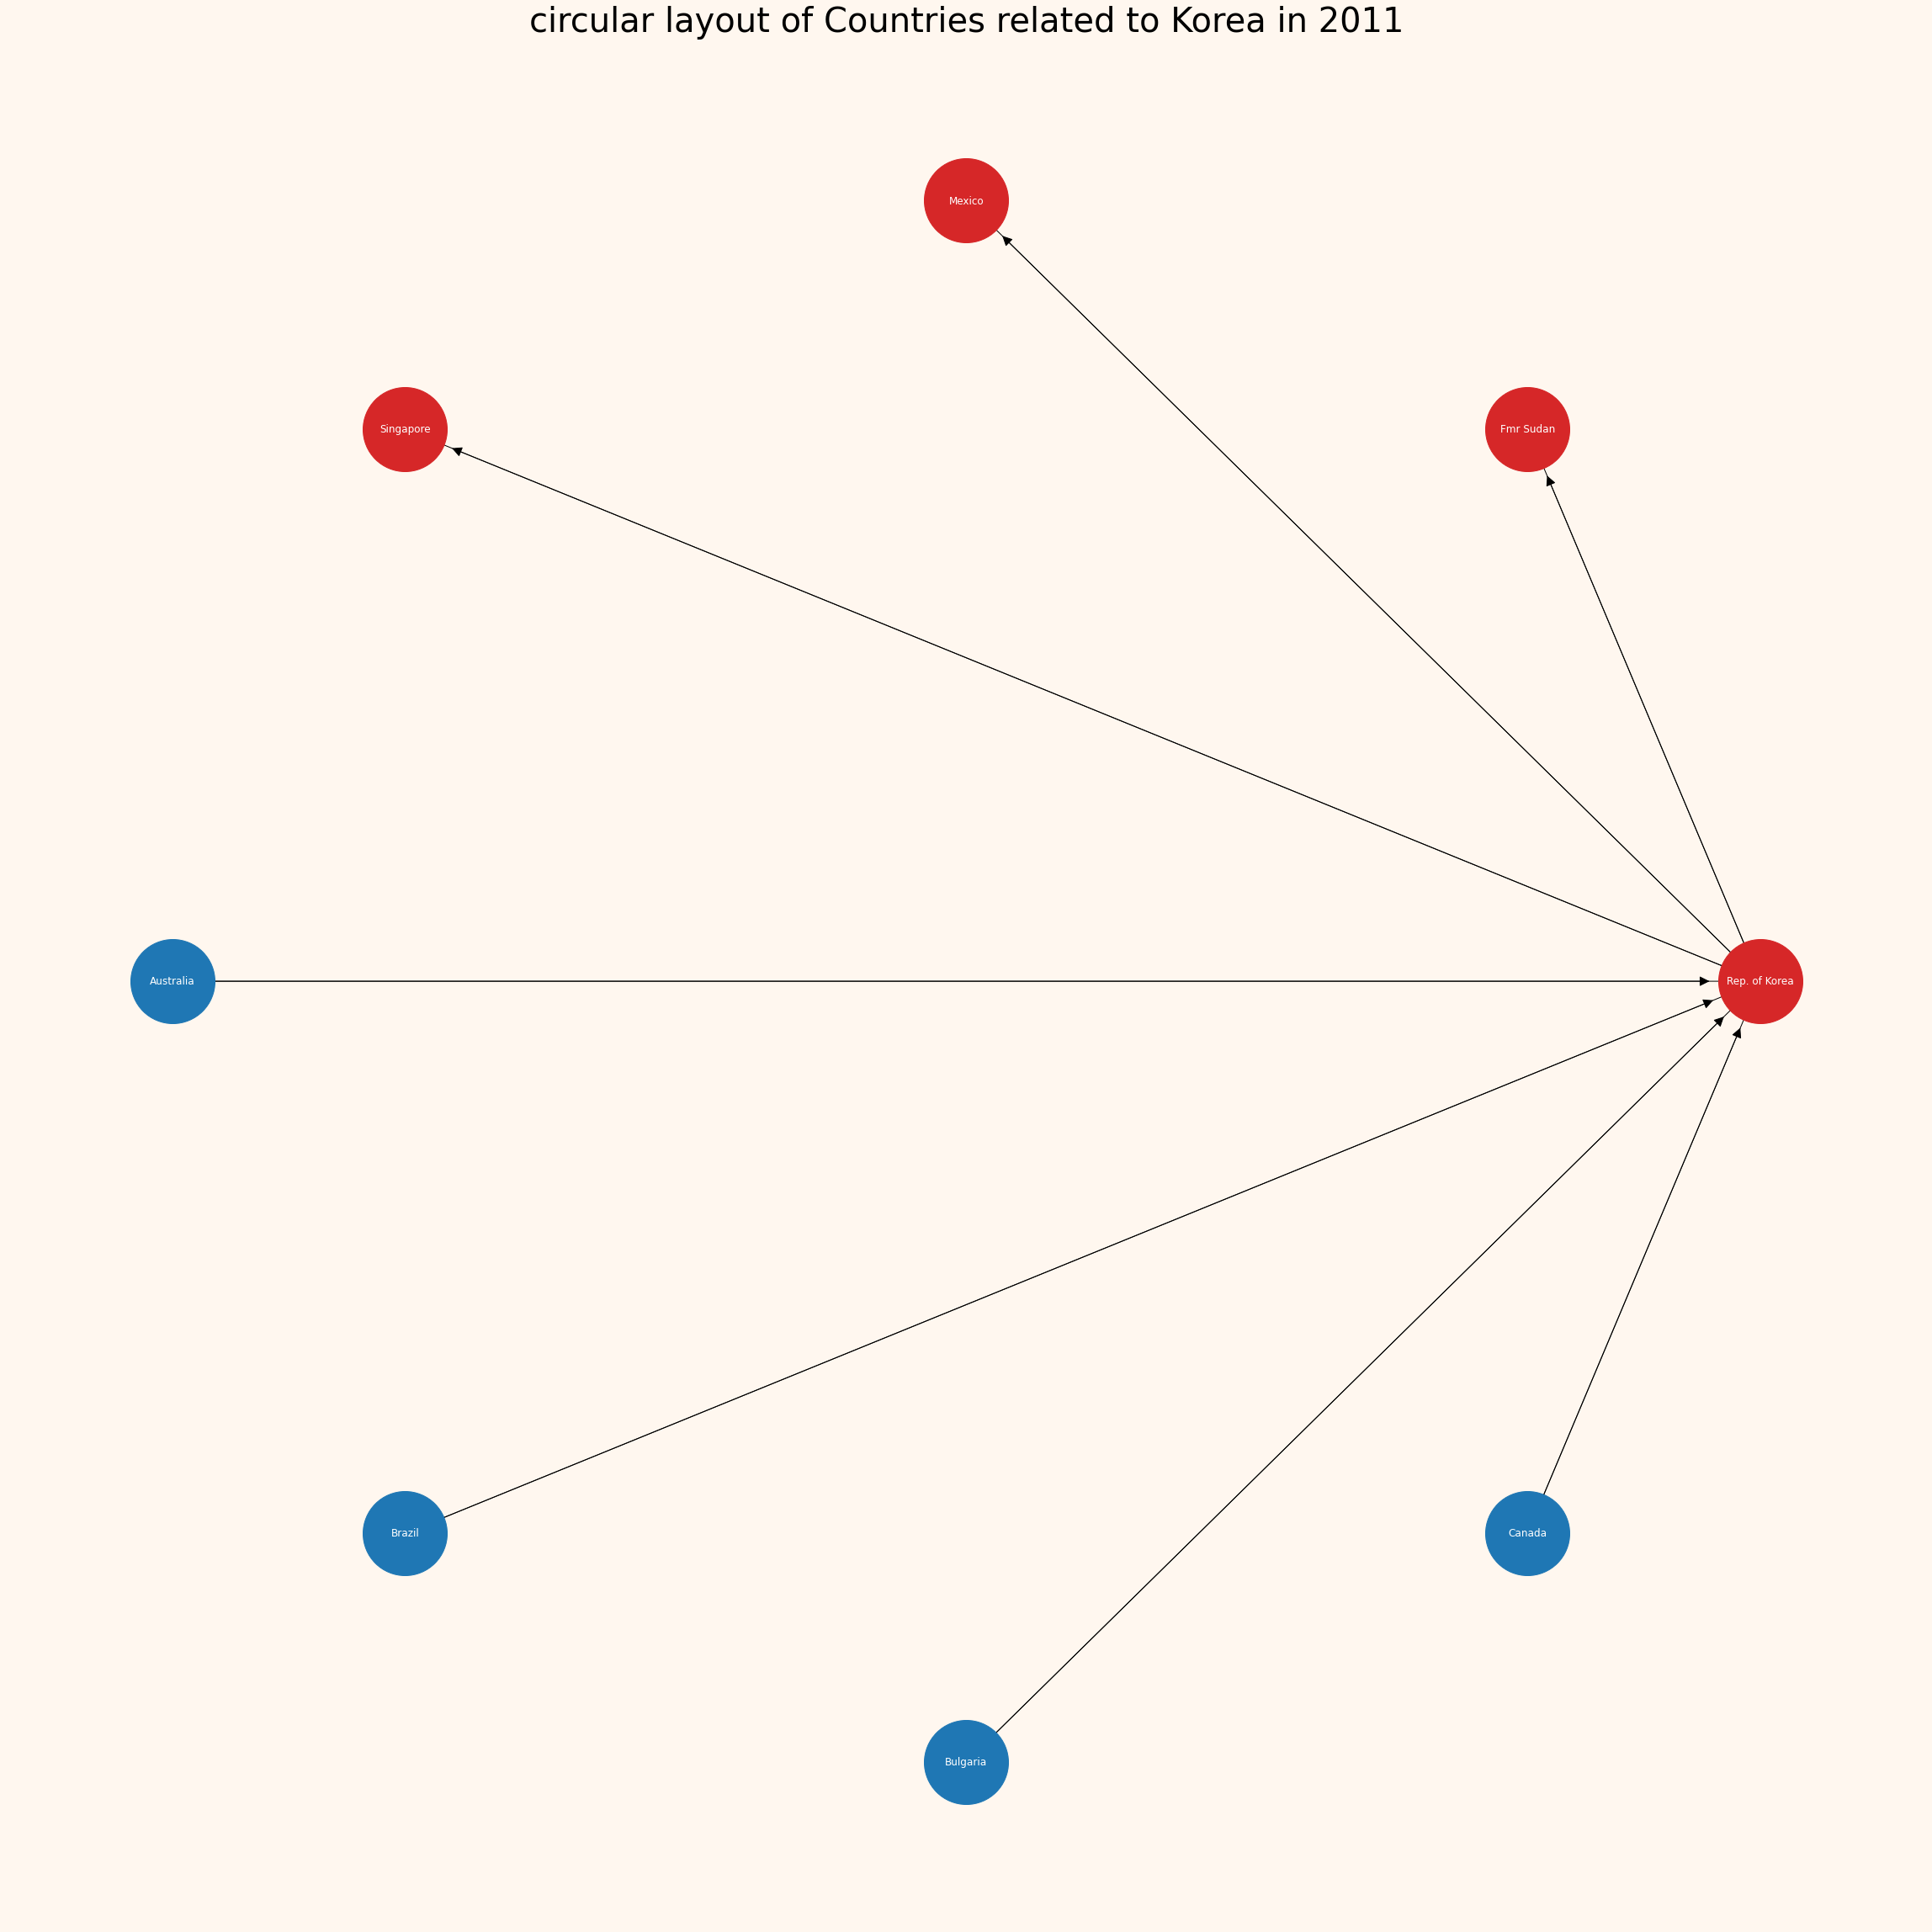 circular layout of Countries related to Korea in 2011
Mexico
Singapore
Fmr Sudan
Australia
Rep. of Korea
Brazil
Canada
Bulgaria